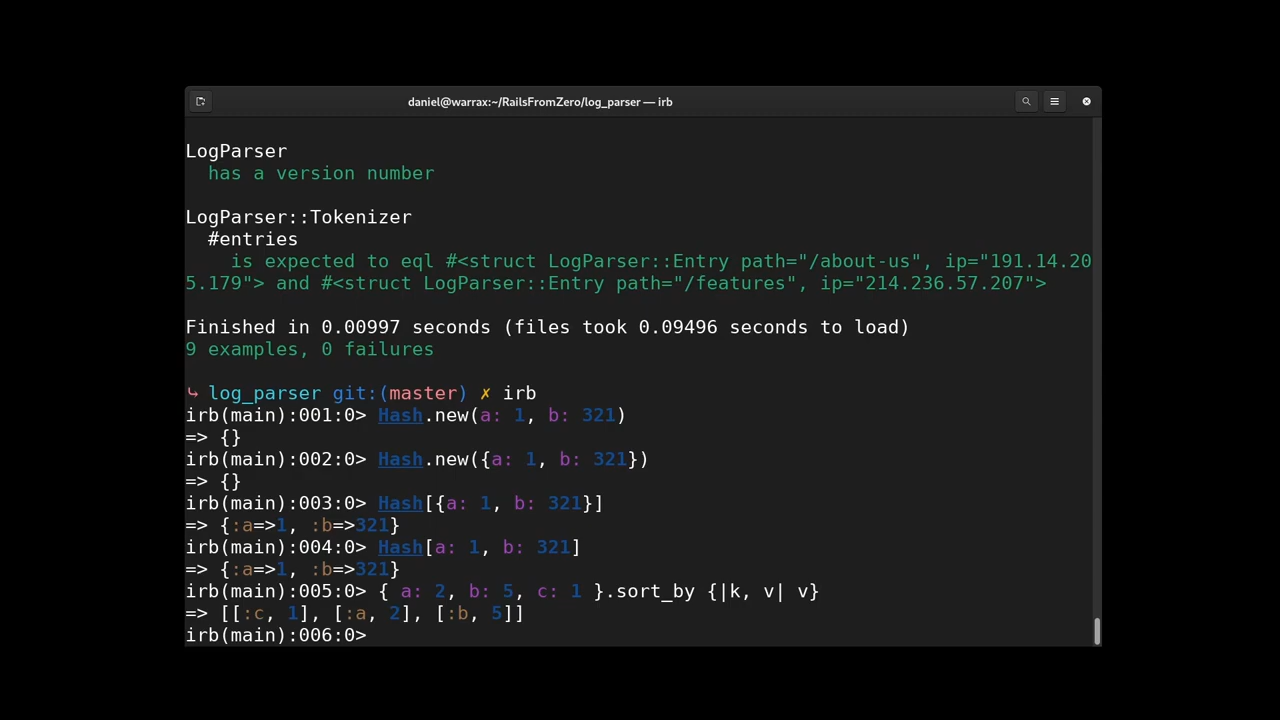 daniel@warrax:~/RailsFromZero/log_parser — irb
LogParser
has a version number
LogParser::Tokenizer
#entries
is expected to eql #<struct LogParser::Entry path="/about-us", ip="191.14.20
5.179"> and #<struct LogParser::Entry path="/features", ip="214.236.57.207">
Finished in 0.00997 seconds (files took 0.09496 seconds to load)
9 examples, 0 failures
↳ log_parser git:(master) ✗ irb
irb(main):001:0> Hash.new(a: 1, b: 321)
=> {}
irb(main):002:0> Hash.new({a: 1, b: 321})
=> {}
irb(main):003:0> Hash[{a: 1, b: 321}]
=> {:a=>1, :b=>321}
irb(main):004:0> Hash[a: 1, b: 321]
=> {:a=>1, :b=>321}
irb(main):005:0> { a: 2, b: 5, c: 1 }.sort_by {|k, v| v}
=> [[:c, 1], [:a, 2], [:b, 5]]
irb(main):006:0>